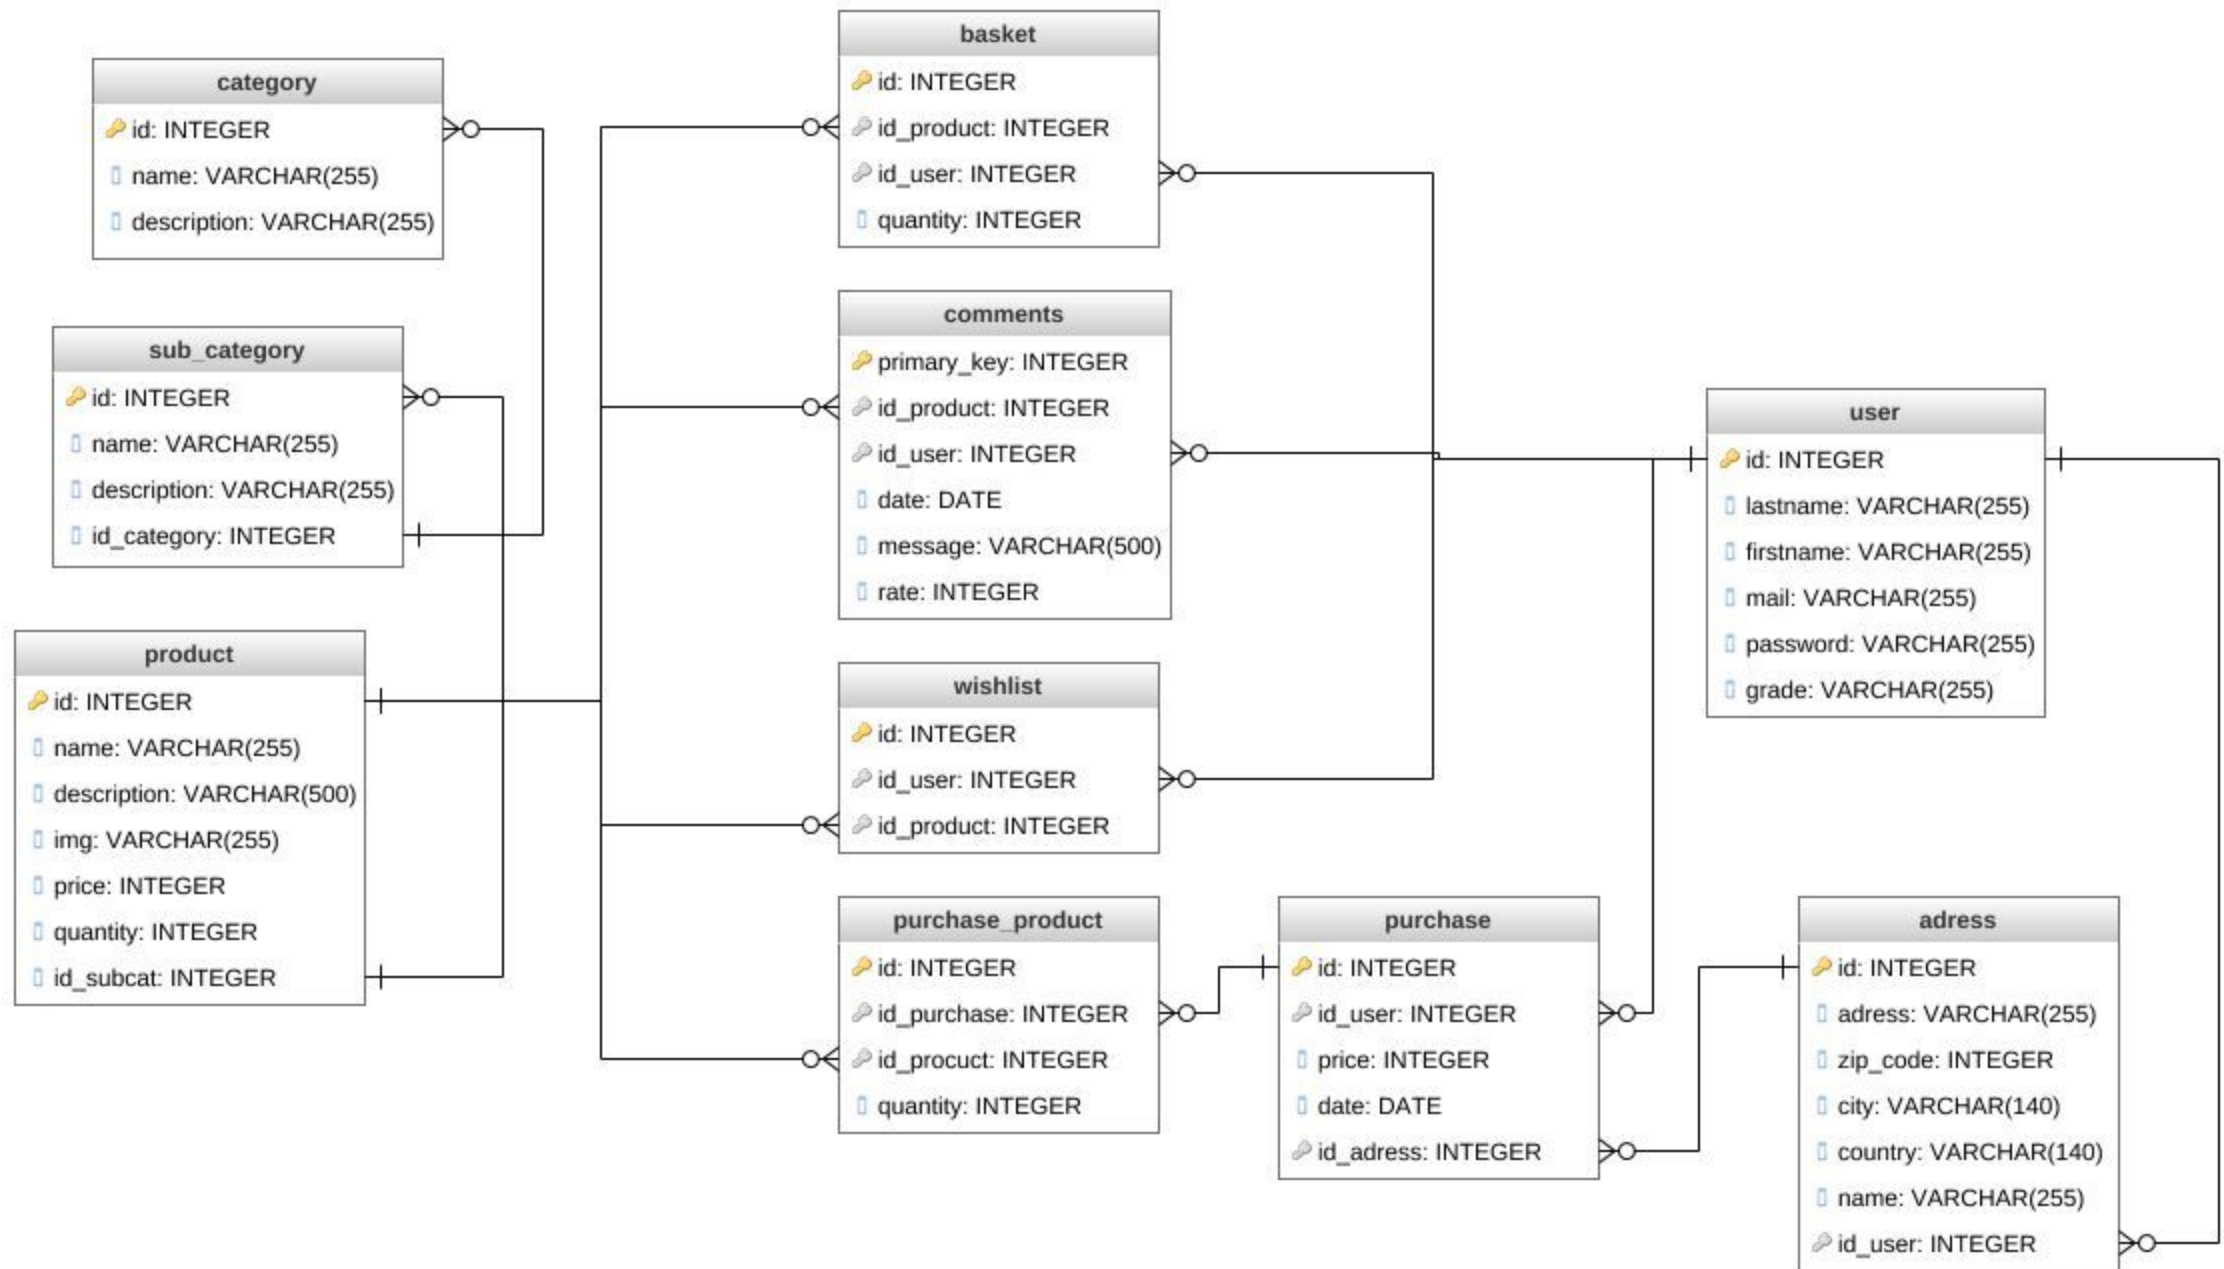 category
id: INTEGER
name: VARCHAR(255)
description: VARCHAR(255)
sub_category
id: INTEGER
name: VARCHAR(255)
description: VARCHAR(255)
id_category: INTEGER
product
id: INTEGER
name: VARCHAR(255)
description: VARCHAR(500)
img: VARCHAR(255)
price: INTEGER
quantity: INTEGER
id_subcat: INTEGER
basket
id: INTEGER
id_product: INTEGER
id_user: INTEGER
quantity: INTEGER
comments
primary_key: INTEGER
id_product: INTEGER
id_user: INTEGER
date: DATE
message: VARCHAR(500)
rate: INTEGER
wishlist
id: INTEGER
id_user: INTEGER
id_product: INTEGER
purchase_product
id: INTEGER
id_purchase: INTEGER
id_procuct: INTEGER
quantity: INTEGER
purchase
id: INTEGER
id_user: INTEGER
price: INTEGER
date: DATE
id_adress: INTEGER
user
id: INTEGER
lastname: VARCHAR(255)
firstname: VARCHAR(255)
mail: VARCHAR(255)
password: VARCHAR(255)
grade: VARCHAR(255)
adress
id: INTEGER
adress: VARCHAR(255)
zip_code: INTEGER
city: VARCHAR(140)
country: VARCHAR(140)
name: VARCHAR(255)
id_user: INTEGER